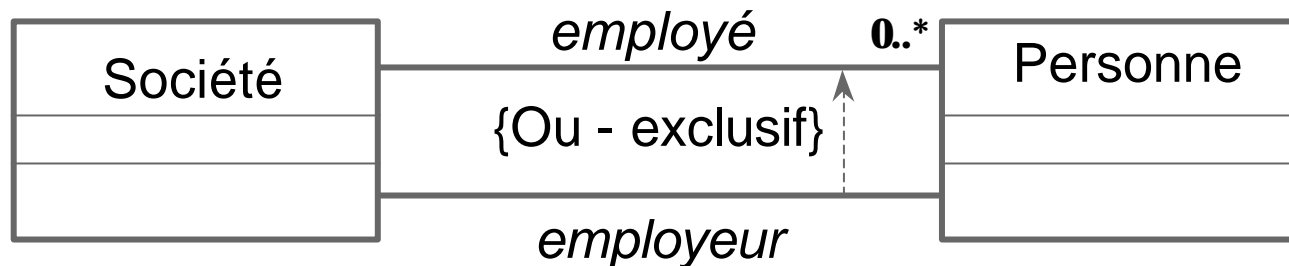 employé 0..*
Société
Personne
{Ou - exclusif}
employeur